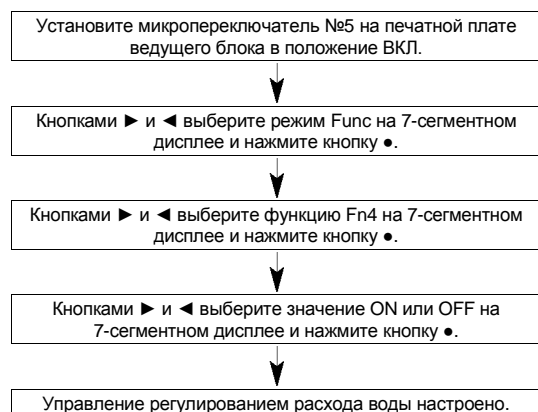 Установите микропереключатель №5 на печатной плате
ведущего блока в положение ВКЛ.
Кнопками ► и ◄ выберите режим Func на 7-сегментном
дисплее и нажмите кнопку ●.
Кнопками ► и ◄ выберите функцию Fn4 на 7-сегментном
дисплее и нажмите кнопку ●.
Кнопками ► и ◄ выберите значение ON или OFF на
7-сегментном дисплее и нажмите кнопку ●.
Управление регулированием расхода воды настроено.